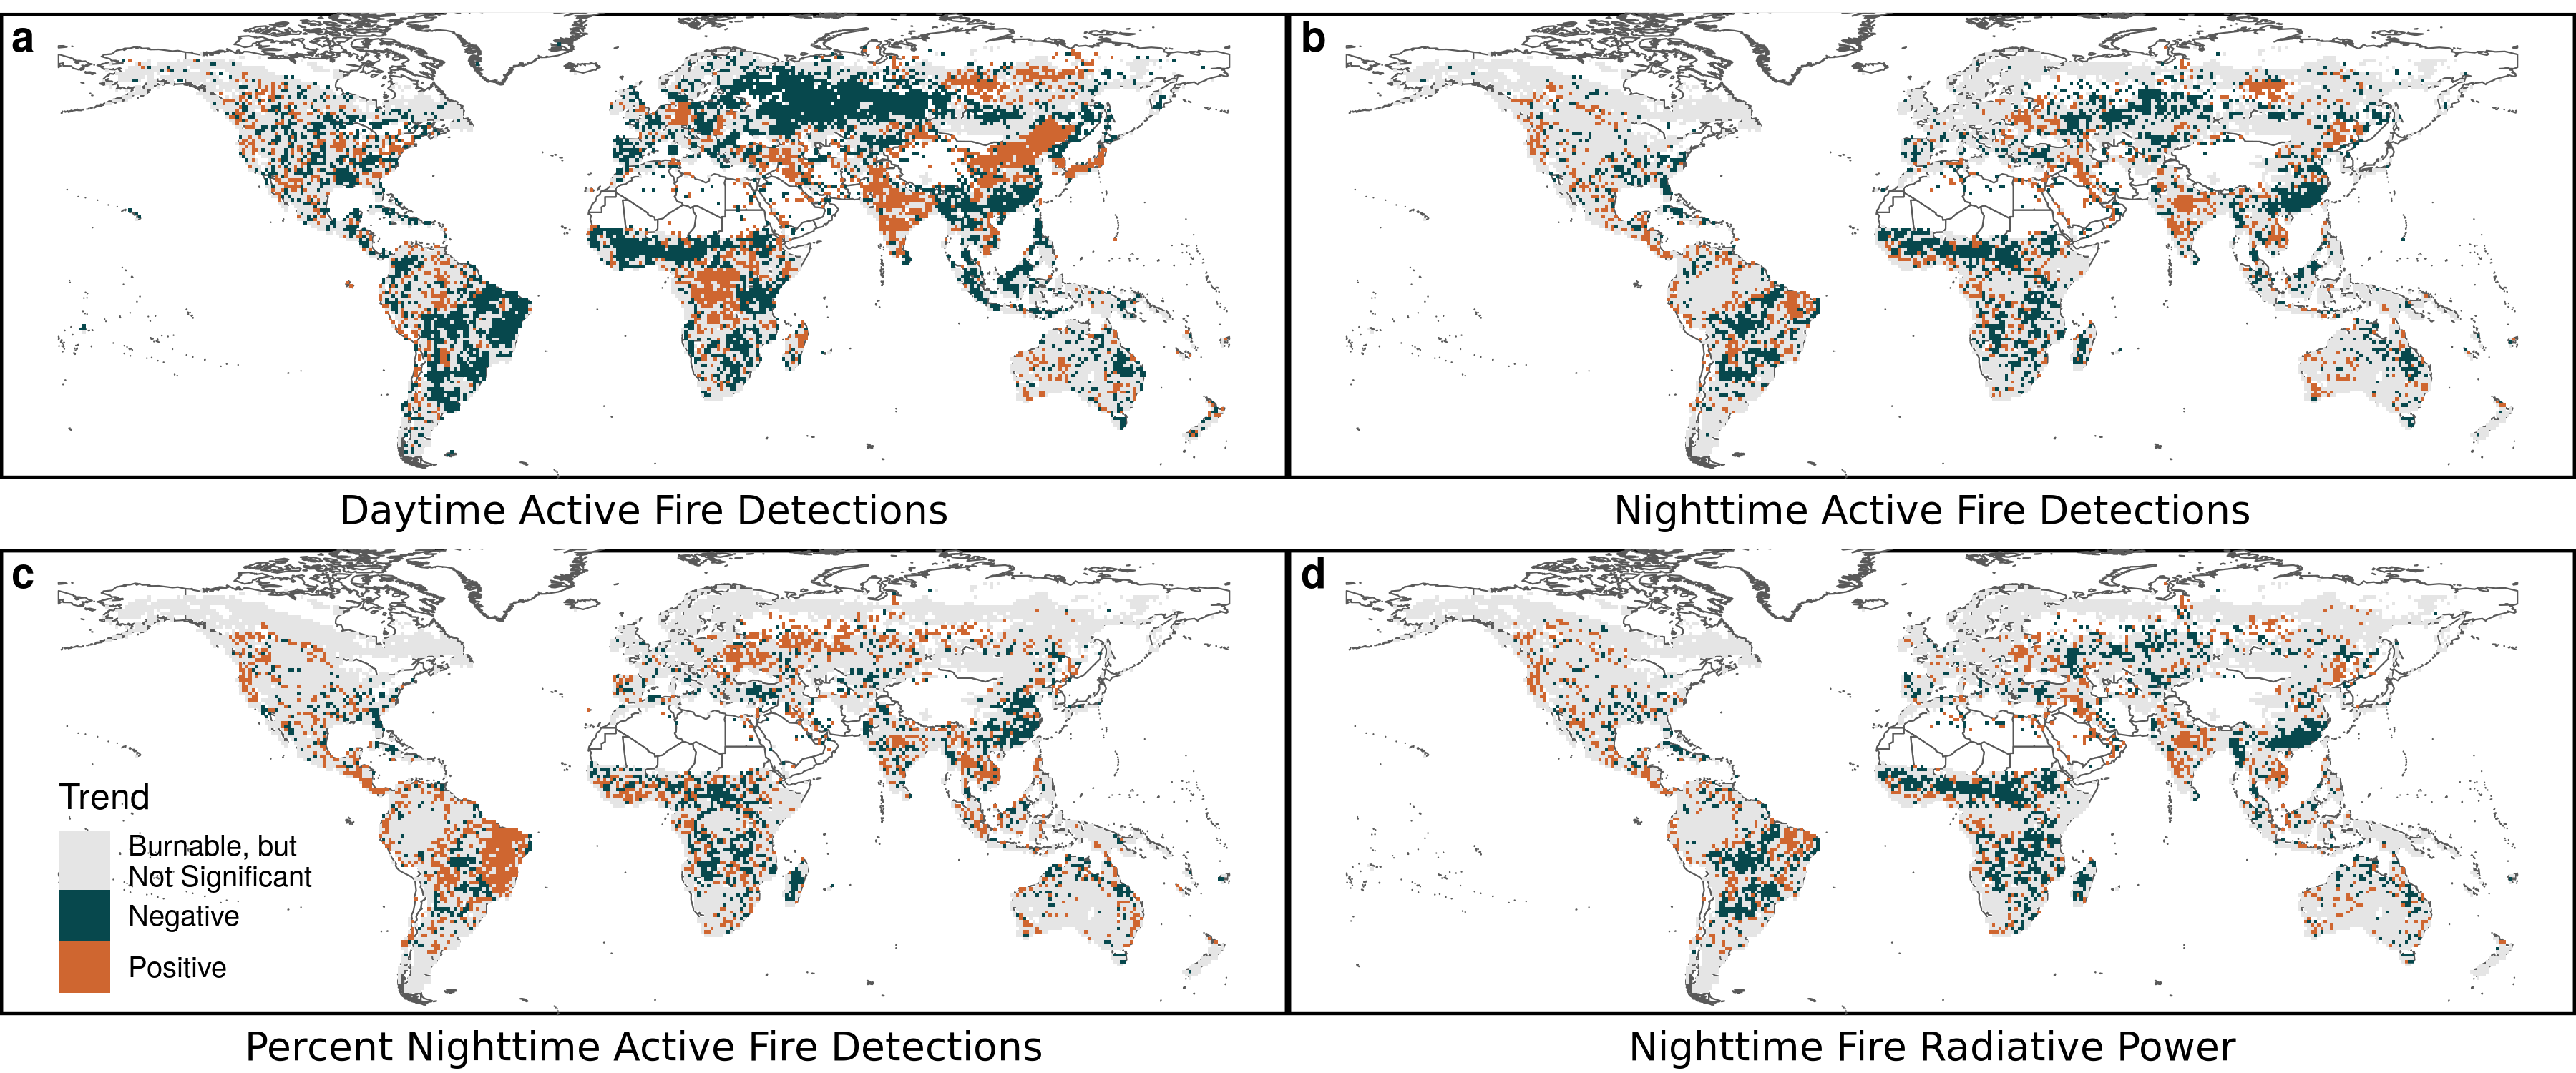 a
b
Daytime Active Fire Detections
Nighttime Active Fire Detections
c
d
Trend
Burnable, but
Not Significant
Negative
Positive
Percent Nighttime Active Fire Detections
Nighttime Fire Radiative Power